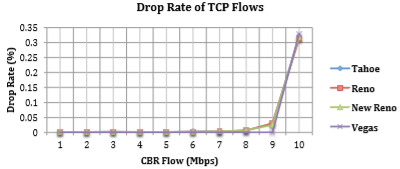 Drop Rate of TCP Flows
Drop Rate (%)
0.35
0.3
0.25
0.2
0.15
0.1
0.05
0
1 2 3 4 5 6 7 8 9 10
CBR Flow (Mbps)
Tahoe
Reno
New Reno
Vegas